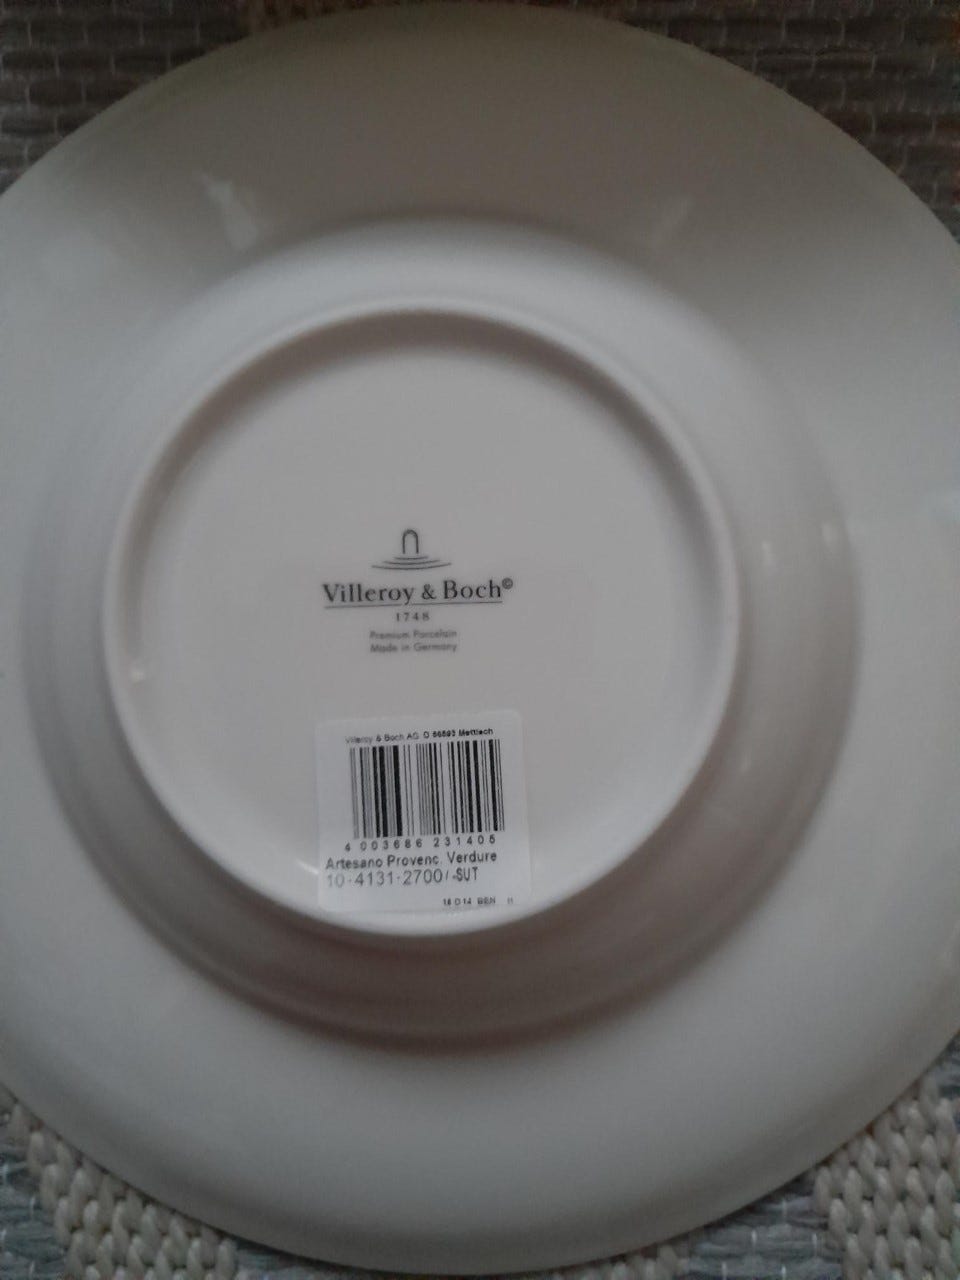 Villeroy & Boch©
1748
Premium Porcelain
Made in Germany
Villeroy & Boch AG D 66693 Mettlach
4 003686 231405
Artesano Provenc. Verdure
10-4131-2700/-SUT